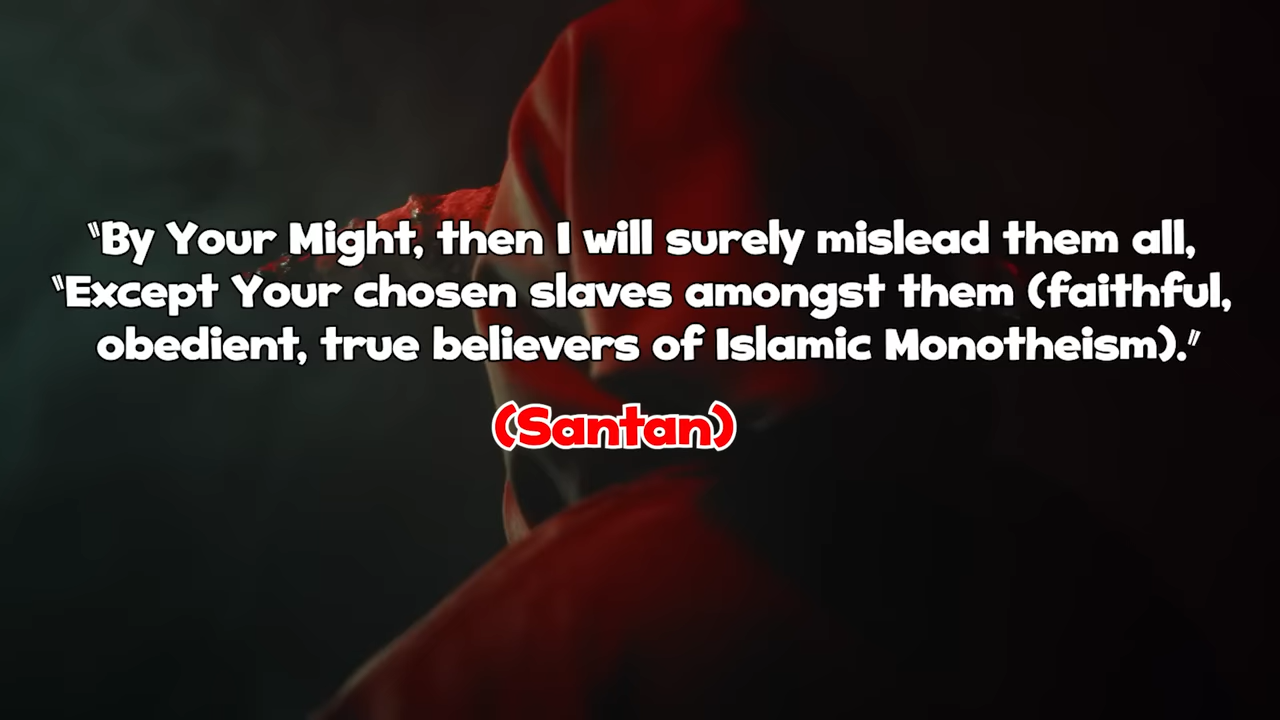 "By Your Might, then I will surely mislead them all,
"Except Your chosen slaves amongst them (faithful,
obedient, true believers of Islamic Monotheism)."
(Santan)